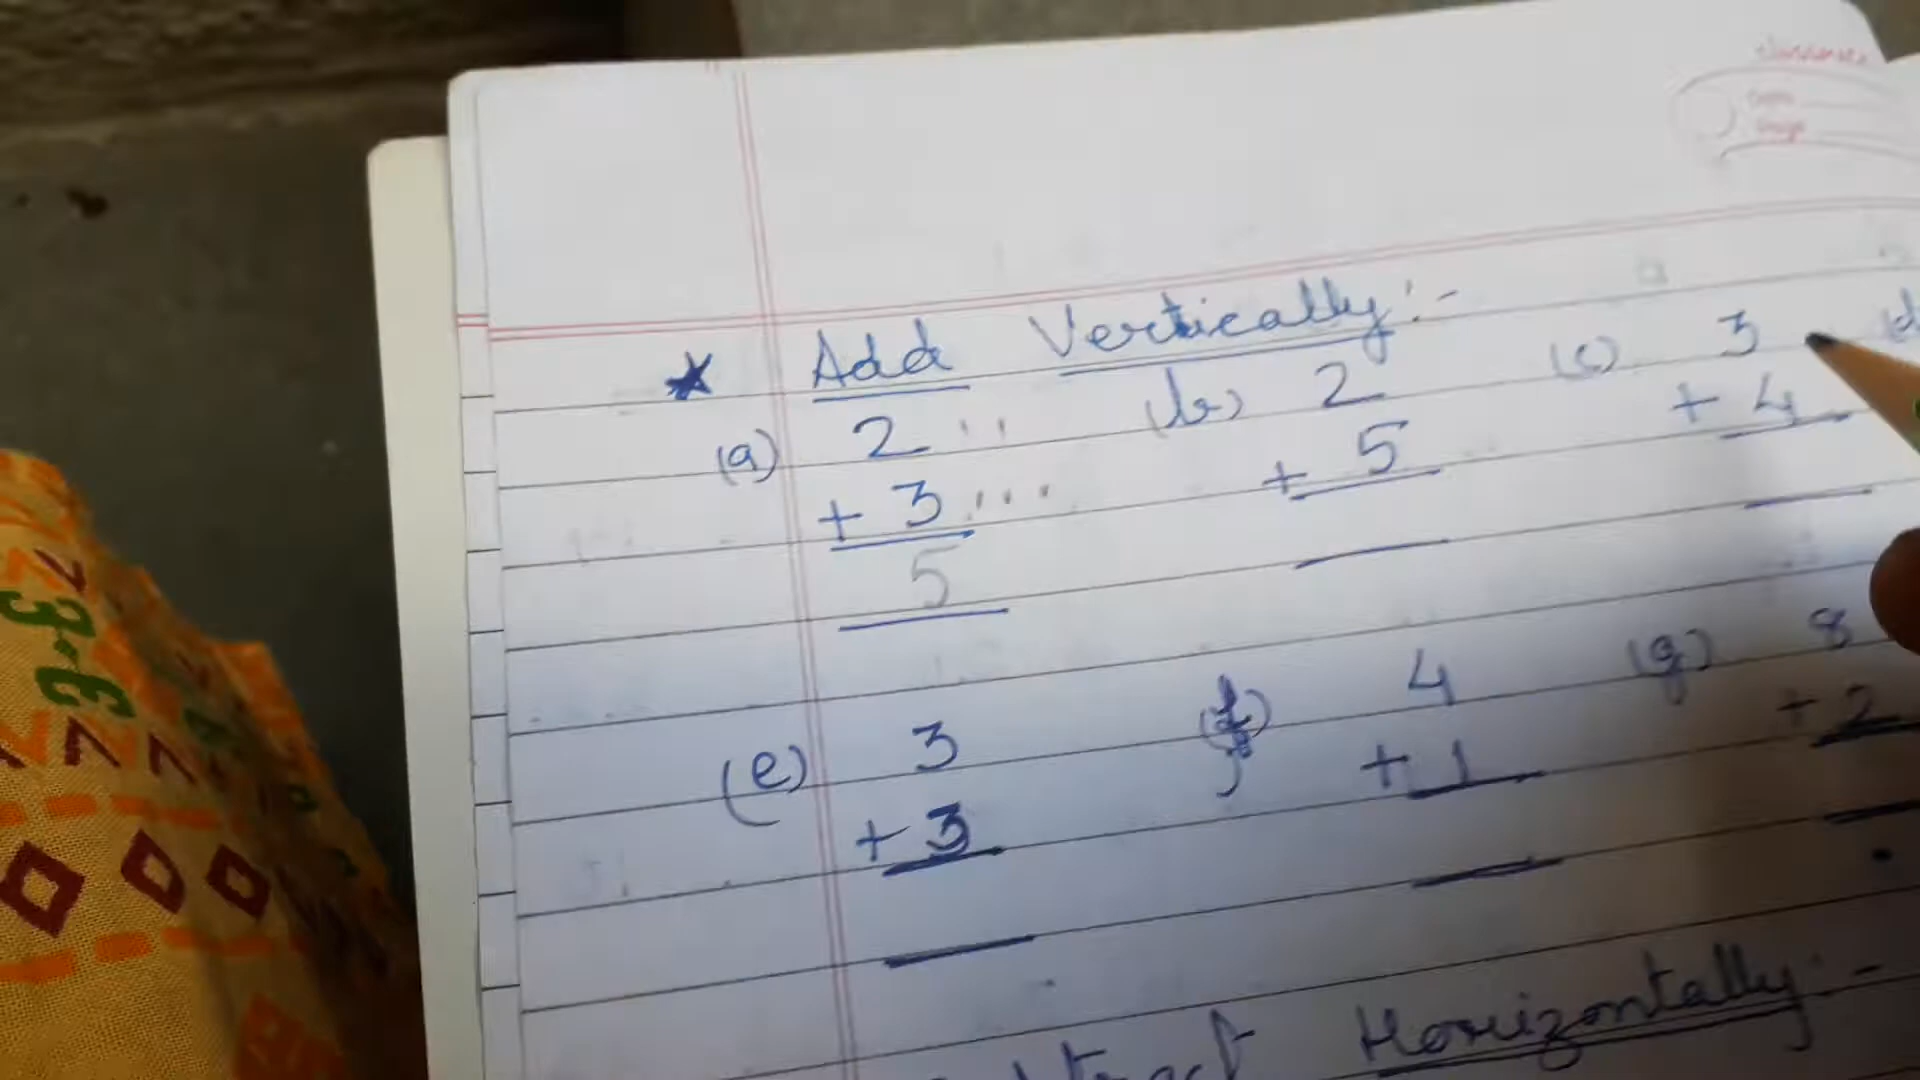 * Add Vertically:-
(a) 2 (b) 2 (c) 3 (d
+ 3 + 5 + 4
5
(e) 3 (f) 4 (g) 8
+ 3 + 1 + 2
Horizontally:-